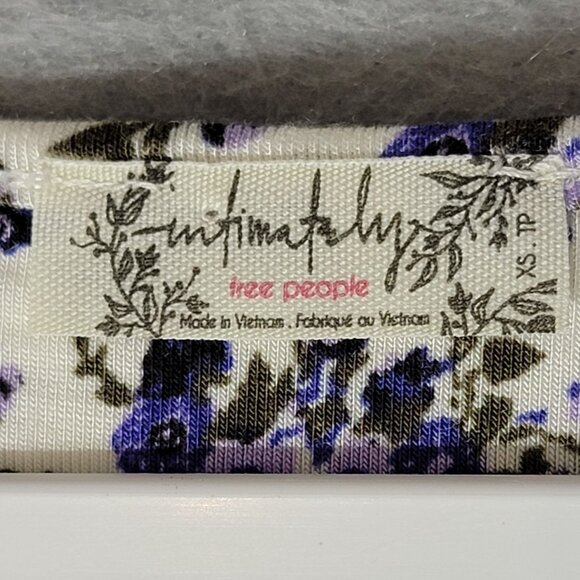 intimately
free people
Made in Vietnam . Fabriqué au Vietnam
XS . TP